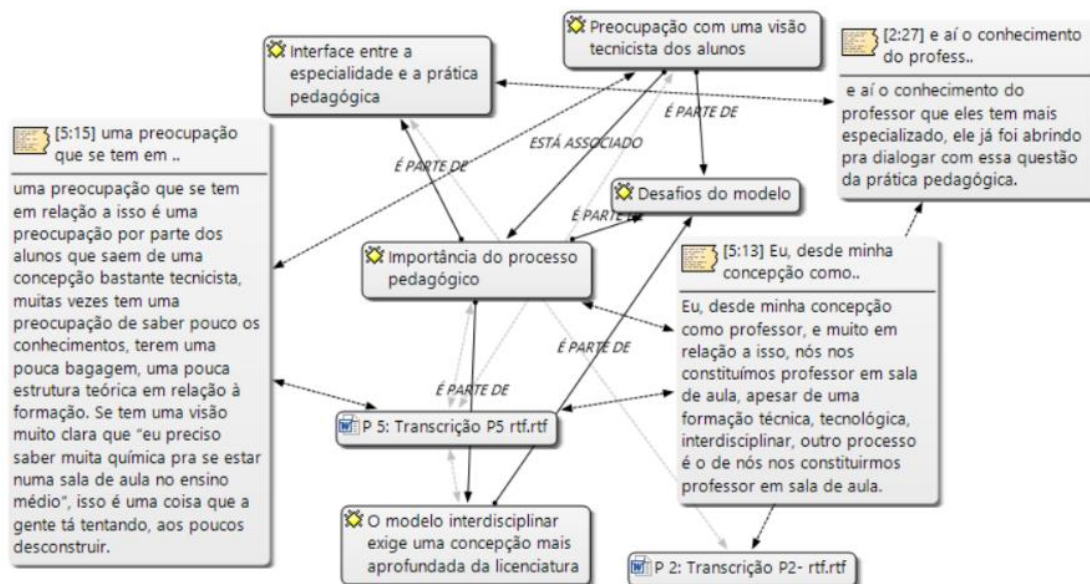 Preocupação com uma visão
tecnicista dos alunos
Interface entre a
especialidade e a prática
pedagógica
[2:27] e aí o conhecimento
do profess..
e aí o conhecimento do
professor que eles tem mais
especializado, ele já foi abrindo
pra dialogar com essa questão
da prática pedagógica.
[5:15] uma preocupação
que se tem em ..
uma preocupação que se tem
em relação a isso é uma
preocupação por parte dos
alunos que saem de uma
concepção bastante tecnicista,
muitas vezes tem uma
preocupação de saber pouco os
conhecimentos, terem uma
pouca bagagem, uma pouca
estrutura teórica em relação à
formação. Se tem uma visão
muito clara que "eu preciso
saber muita química pra se estar
numa sala de aula no ensino
médio", isso é uma coisa que a
gente tá tentando, aos poucos
desconstruir.
É PARTE DE
ESTÁ ASSOCIADO
É PARTE DE
Desafios do modelo
É PARTE DE
Importância do processo
pedagógico
[5:13] Eu, desde minha
concepção como..
Eu, desde minha concepção
como professor, e muito em
relação a isso, nós nos
constituímos professor em sala
de aula, apesar de uma
formação técnica, tecnológica,
interdisciplinar, outro processo
é o de nós nos constituirmos
professor em sala de aula.
É PARTE DE
É PARTE DE
P 5: Transcrição P5 rtf.rtf
O modelo interdisciplinar
exige uma concepção mais
aprofundada da licenciatura
P 2: Transcrição P2- rtf.rtf